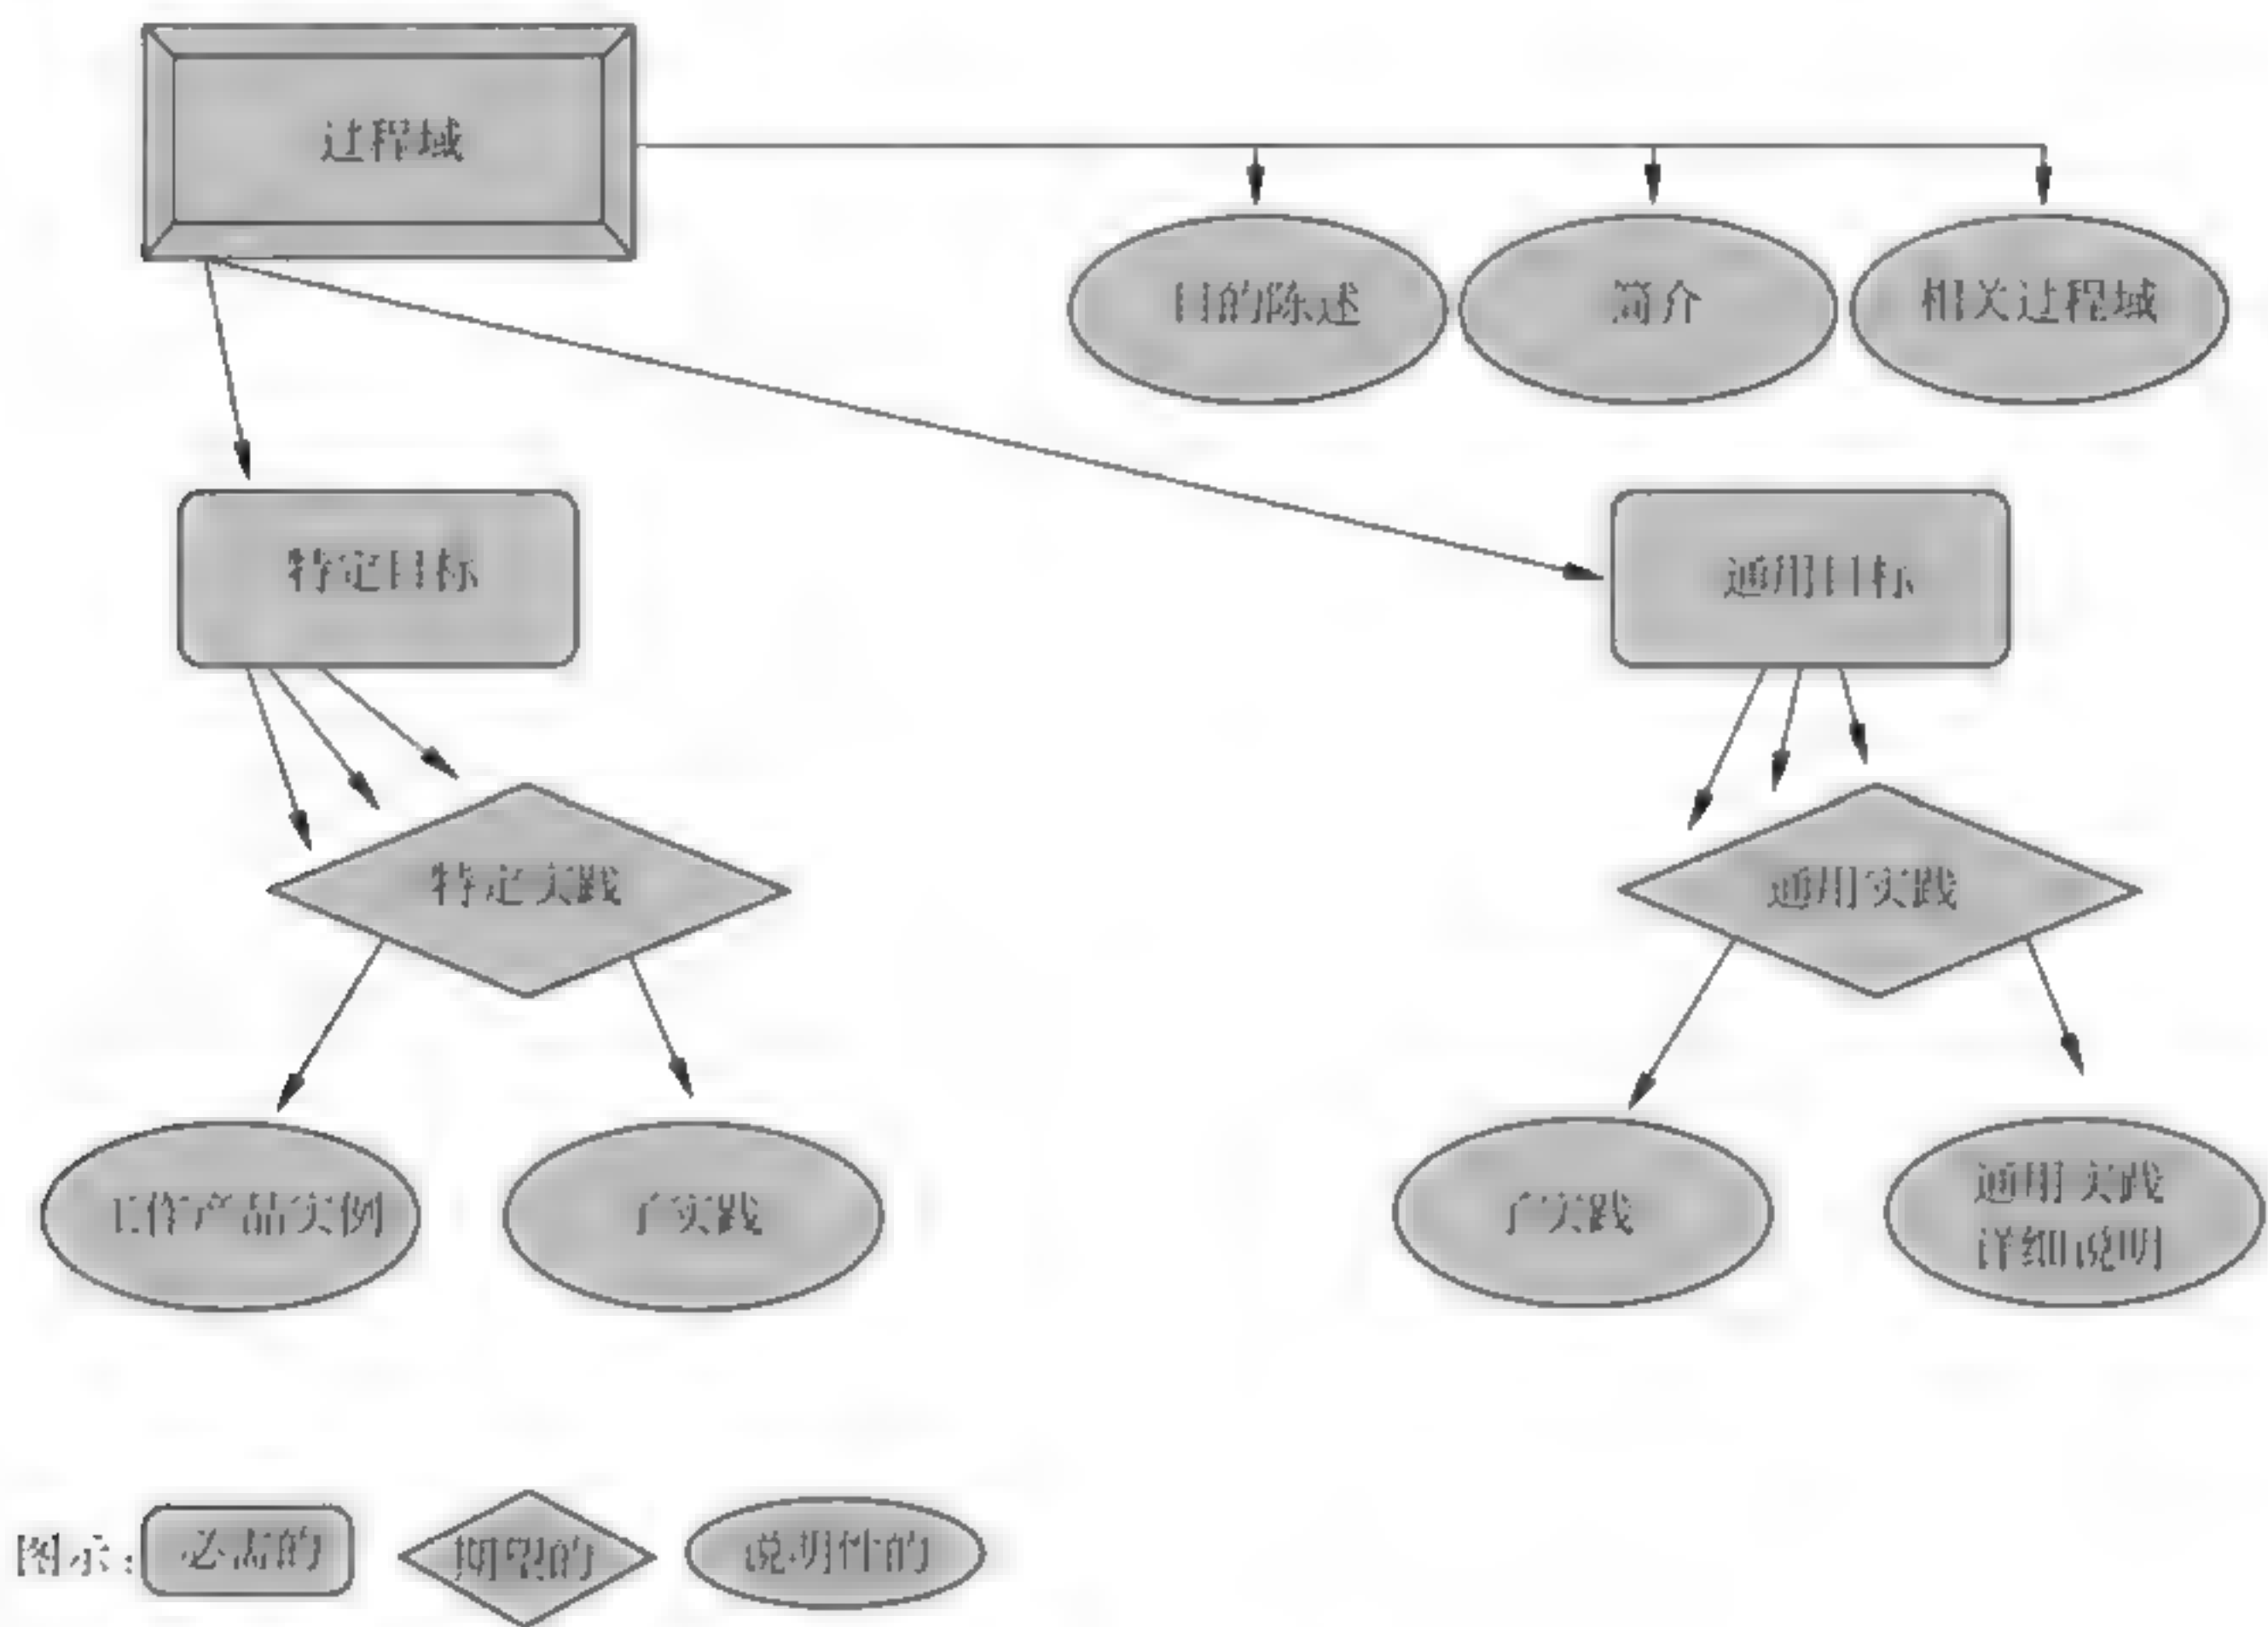 过程域
目的陈述
简介
相关过程域
特定目标
通用目标
特定实践
通用实践
工作产品实例
子实践
子实践
通用实践
详细说明
图示：
必需的
期望的
说明性的